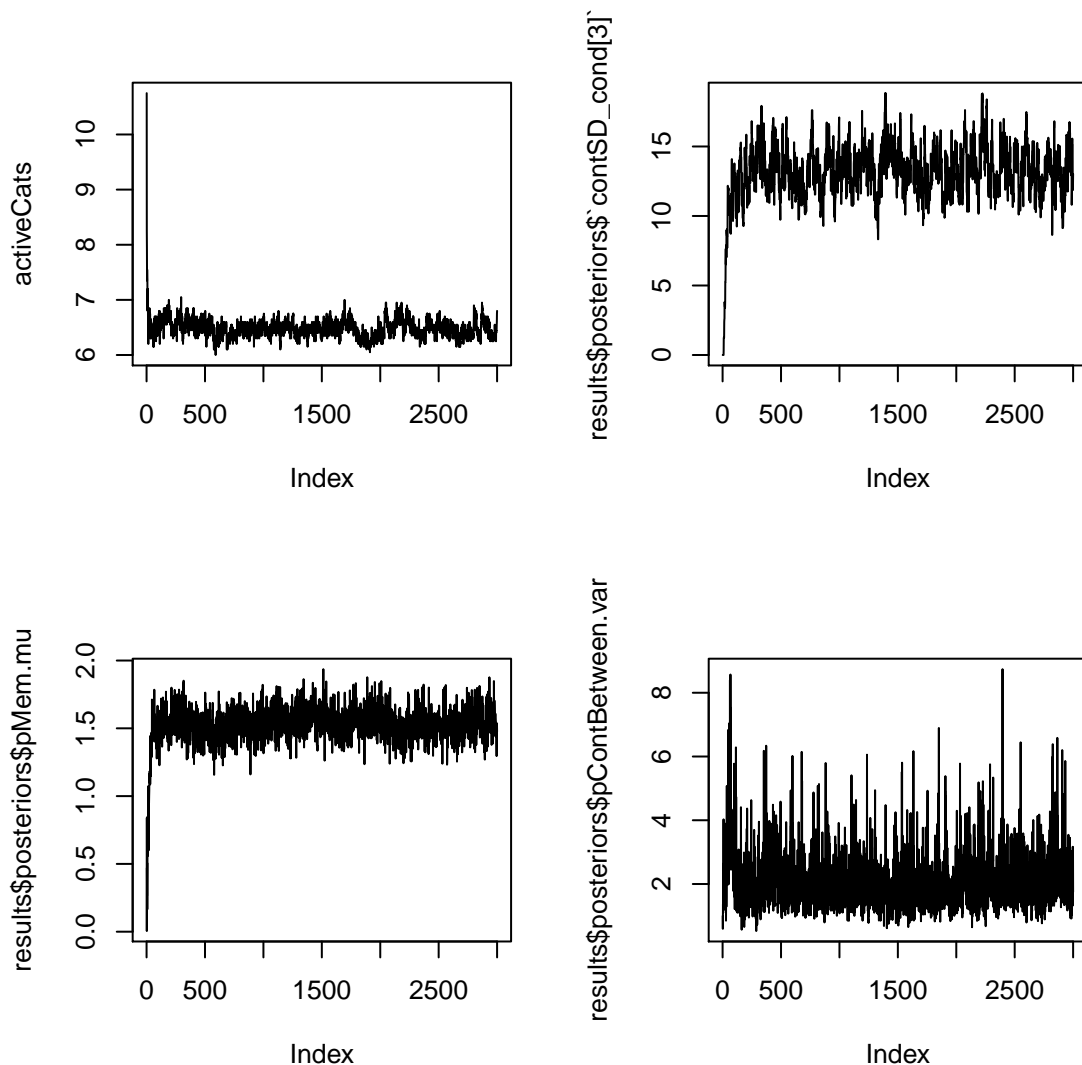 activeCats
6 7 8 9 10
0 500 1500 2500
Index
results$posteriors$`contSD_cond[3]`
0 5 10 15
0 500 1500 2500
Index
results$posteriors$pMem.mu
0.0 0.5 1.0 1.5 2.0
0 500 1500 2500
Index
results$posteriors$pContBetween.var
2 4 6 8
0 500 1500 2500
Index